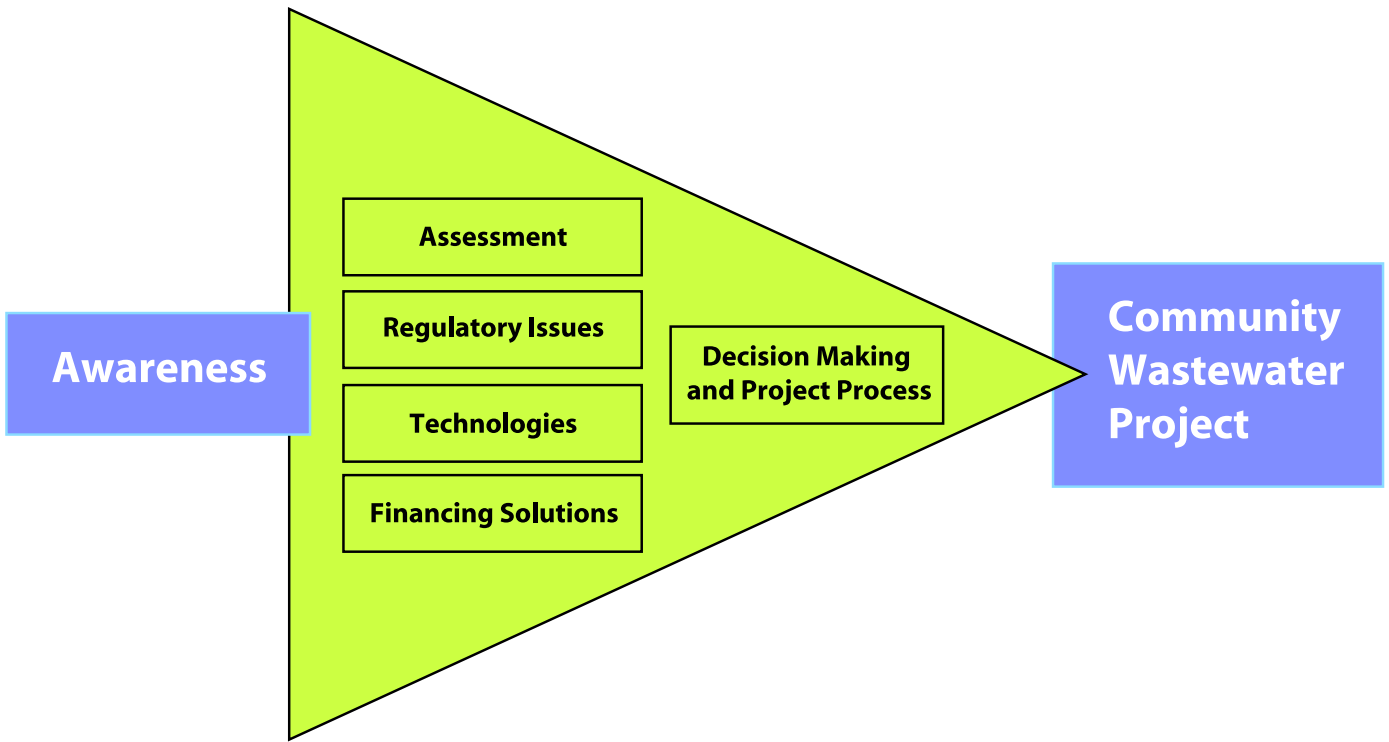 Awareness
Assessment
Regulatory Issues
Technologies
Financing Solutions
Decision Making
and Project Process
Community
Wastewater
Project